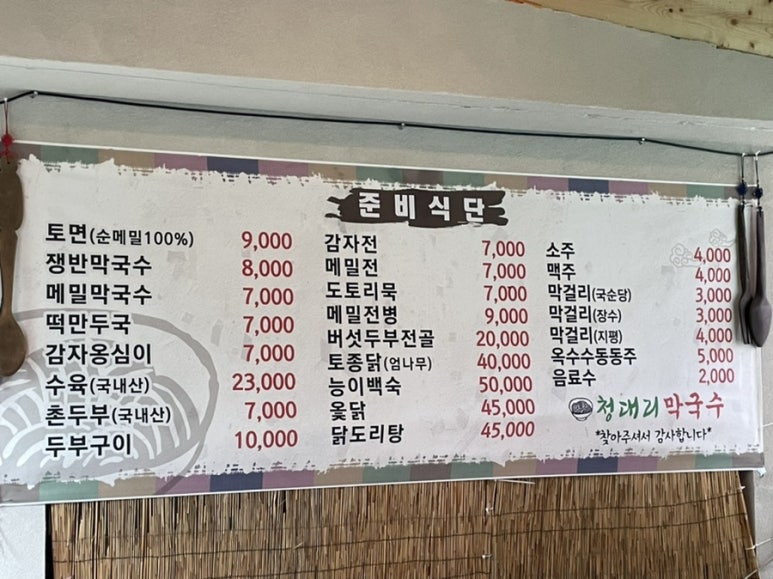 준비식단
토면(순메밀100%) 9,000
쟁반막국수 8,000
메밀막국수 7,000
떡만두국 7,000
감자옹심이 7,000
수육(국내산) 23,000
촌두부(국내산) 7,000
두부구이 10,000
감자전 7,000
메밀전 7,000
도토리묵 7,000
메밀전병 9,000
버섯두부전골 20,000
토종닭(엄나무) 40,000
능이백숙 50,000
옻닭 45,000
닭도리탕 45,000
소주 4,000
맥주 4,000
막걸리(국순당) 3,000
막걸리(장수) 3,000
막걸리(지평) 4,000
옥수수동동주 5,000
음료수 2,000
청대리막국수
*찾아주셔서 감사합니다*